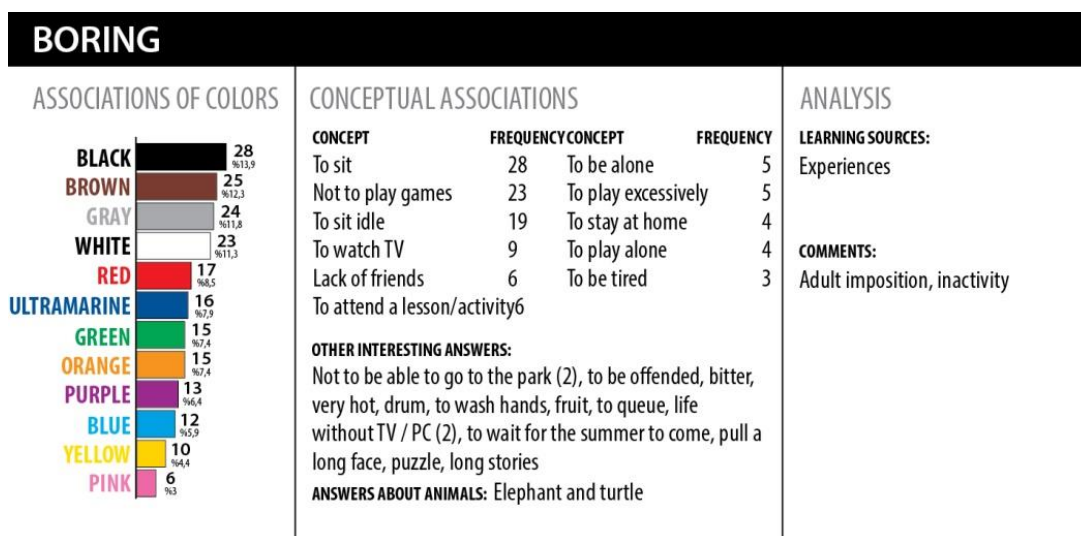 BORING
ASSOCIATIONS OF COLORS
BLACK 28 %13,9
BROWN 25 %12,3
GRAY 24 %11,8
WHITE 23 %11,3
RED 17 %8,5
ULTRAMARINE 16 %7,9
GREEN 15 %7,4
ORANGE 15 %7,4
PURPLE 13 %6,4
BLUE 12 %5,9
YELLOW 10 %4,4
PINK 6 %3
CONCEPTUAL ASSOCIATIONS
CONCEPT FREQUENCY CONCEPT FREQUENCY
To sit 28 To be alone 5
Not to play games 23 To play excessively 5
To sit idle 19 To stay at home 4
To watch TV 9 To play alone 4
Lack of friends 6 To be tired 3
To attend a lesson/activity6
OTHER INTERESTING ANSWERS:
Not to be able to go to the park (2), to be offended, bitter,
very hot, drum, to wash hands, fruit, to queue, life
without TV / PC (2), to wait for the summer to come, pull a
long face, puzzle, long stories
ANSWERS ABOUT ANIMALS: Elephant and turtle
ANALYSIS
LEARNING SOURCES:
Experiences
COMMENTS:
Adult imposition, inactivity